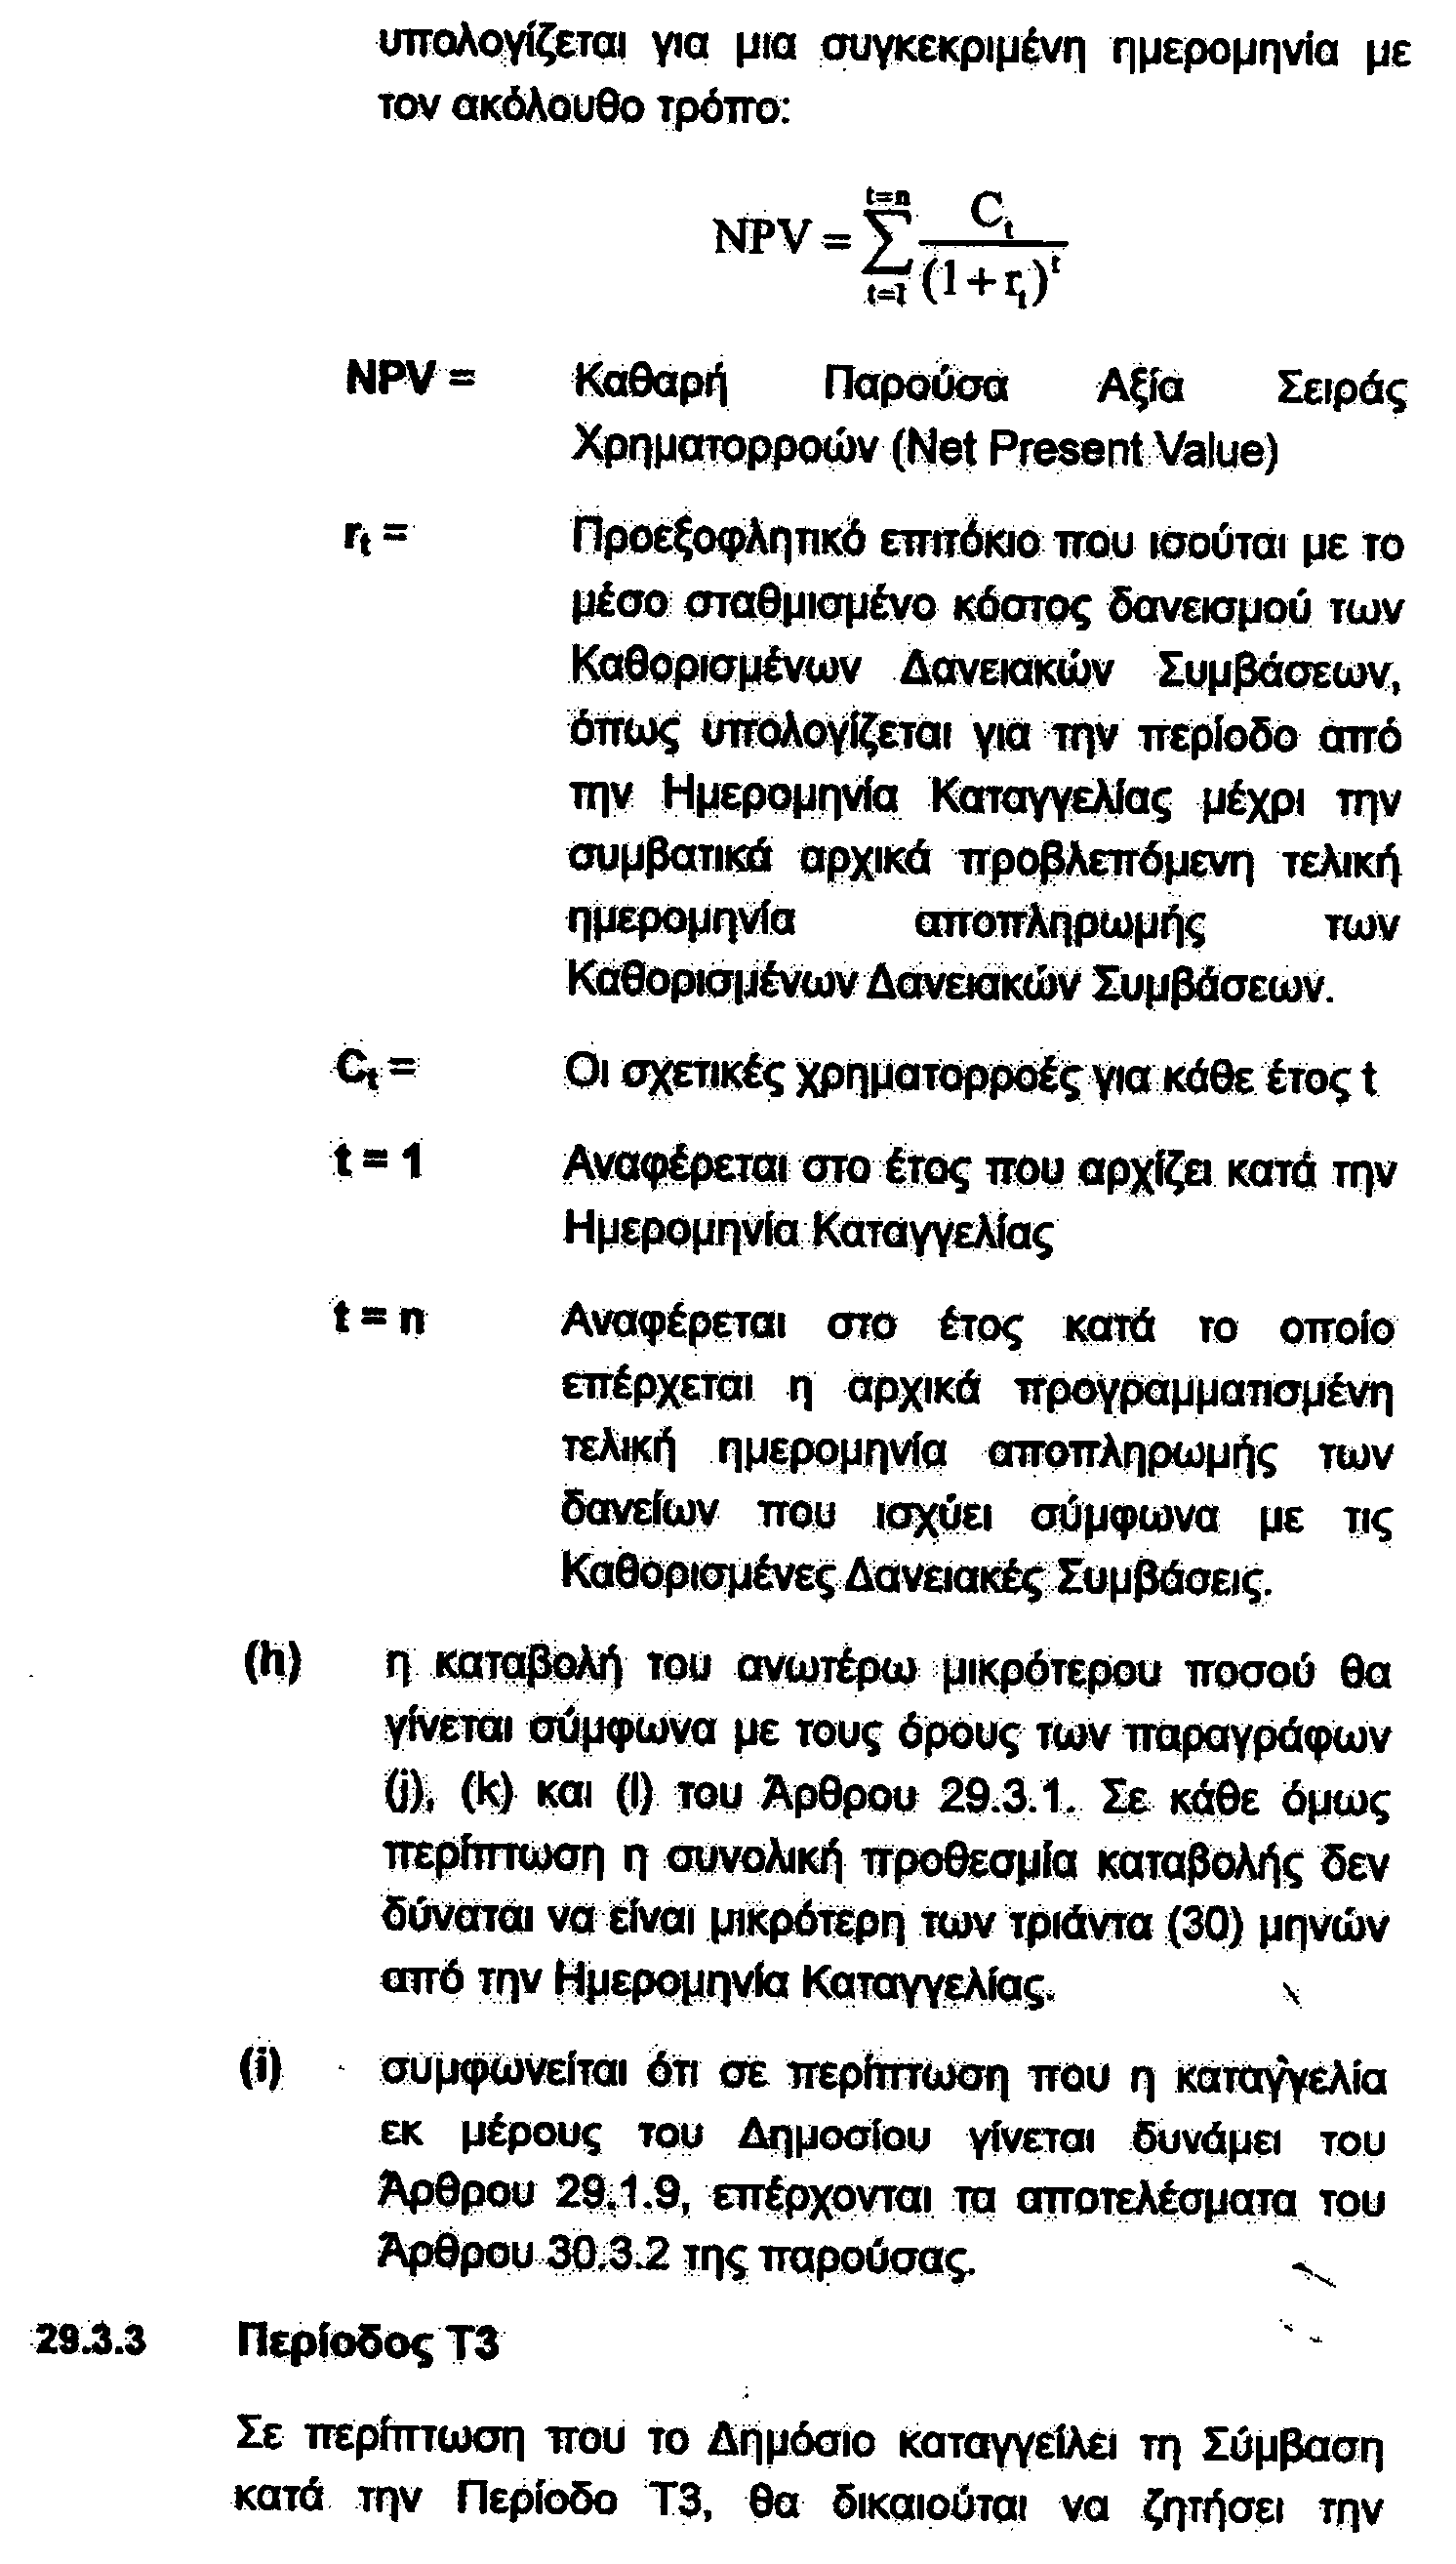 υπολογίζεται για μια συγκεκριμένη ημερομηνία με
τον ακόλουθο τρόπο:
NPV = \sum_{t=1}^{t=n} \frac{C_t}{(1+r_t)^t}
NPV = Καθαρή Παρούσα Αξία Σειράς
Χρηματορροών (Net Present Value)
r_t = Προεξοφλητικό επιτόκιο που ισούται με το
μέσο σταθμισμένο κόστος δανεισμού των
Καθορισμένων Δανειακών Συμβάσεων,
όπως υπολογίζεται για την περίοδο από
την Ημερομηνία Καταγγελίας μέχρι την
συμβατικά αρχικά προβλεπόμενη τελική
ημερομηνία αποπληρωμής των
Καθορισμένων Δανειακών Συμβάσεων.
C_t = Οι σχετικές χρηματορροές για κάθε έτος t
t = 1 Αναφέρεται στο έτος που αρχίζει κατά την
Ημερομηνία Καταγγελίας
t = n Αναφέρεται στο έτος κατά το οποίο
επέρχεται η αρχικά προγραμματισμένη
τελική ημερομηνία αποπληρωμής των
δανείων που ισχύει σύμφωνα με τις
Καθορισμένες Δανειακές Συμβάσεις.
(h) η καταβολή του ανωτέρω μικρότερου ποσού θα
γίνεται σύμφωνα με τους όρους των παραγράφων
(j), (k) και (l) του Άρθρου 29.3.1. Σε κάθε όμως
περίπτωση η συνολική προθεσμία καταβολής δεν
δύναται να είναι μικρότερη των τριάντα (30) μηνών
από την Ημερομηνία Καταγγελίας.
(i) συμφωνείται ότι σε περίπτωση που η καταγγελία
εκ μέρους του Δημοσίου γίνεται δυνάμει του
Άρθρου 29.1.9, επέρχονται τα αποτελέσματα του
Άρθρου 30.3.2 της παρούσας.
29.3.3 Περίοδος Τ3
Σε περίπτωση που το Δημόσιο καταγγείλει τη Σύμβαση
κατά την Περίοδο Τ3, θα δικαιούται να ζητήσει την